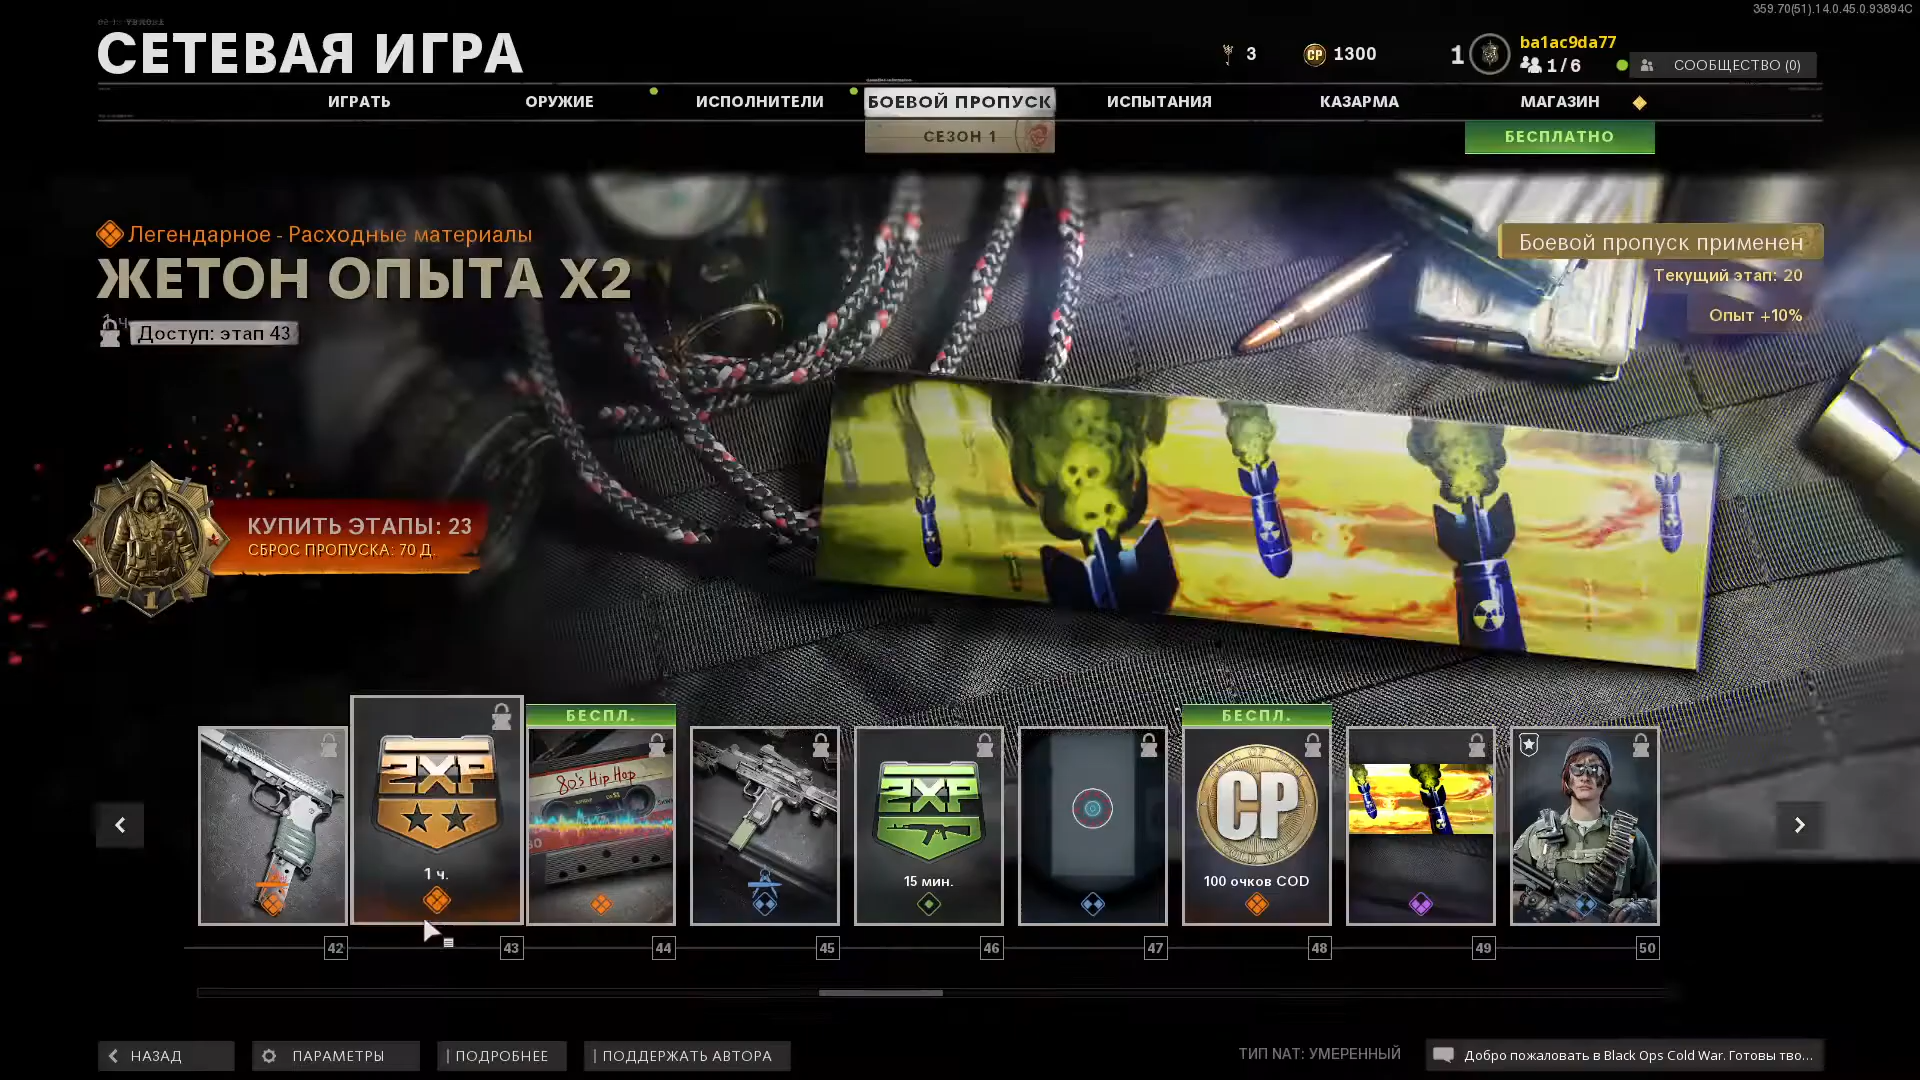 359.70(51).14.0.45.0.93894C
СЕТЕВАЯ ИГРА
3
CP 1300
1
ba1ac9da77
1 / 6
СООБЩЕСТВО (0)
ИГРАТЬ
ОРУЖИЕ
ИСПОЛНИТЕЛИ
БОЕВОЙ ПРОПУСК
ИСПЫТАНИЯ
КАЗАРМА
МАГАЗИН
СЕЗОН 1
БЕСПЛАТНО
Легендарное - Расходные материалы
ЖЕТОН ОПЫТА X2
1 ч.
Доступ: этап 43
Боевой пропуск применен
Текущий этап: 20
Опыт +10%
КУПИТЬ ЭТАПЫ: 23
СБРОС ПРОПУСКА: 70 Д.
1
БЕСПЛ.
БЕСПЛ.
2XP
80's Hip Hop
2XP
CP
1 ч.
15 мин.
100 очков COD
42
43
44
45
46
47
48
49
50
НАЗАД
ПАРАМЕТРЫ
| ПОДРОБНЕЕ
| ПОДДЕРЖАТЬ АВТОРА
ТИП NAT: УМЕРЕННЫЙ
Добро пожаловать в Black Ops Cold War. Готовы тво...